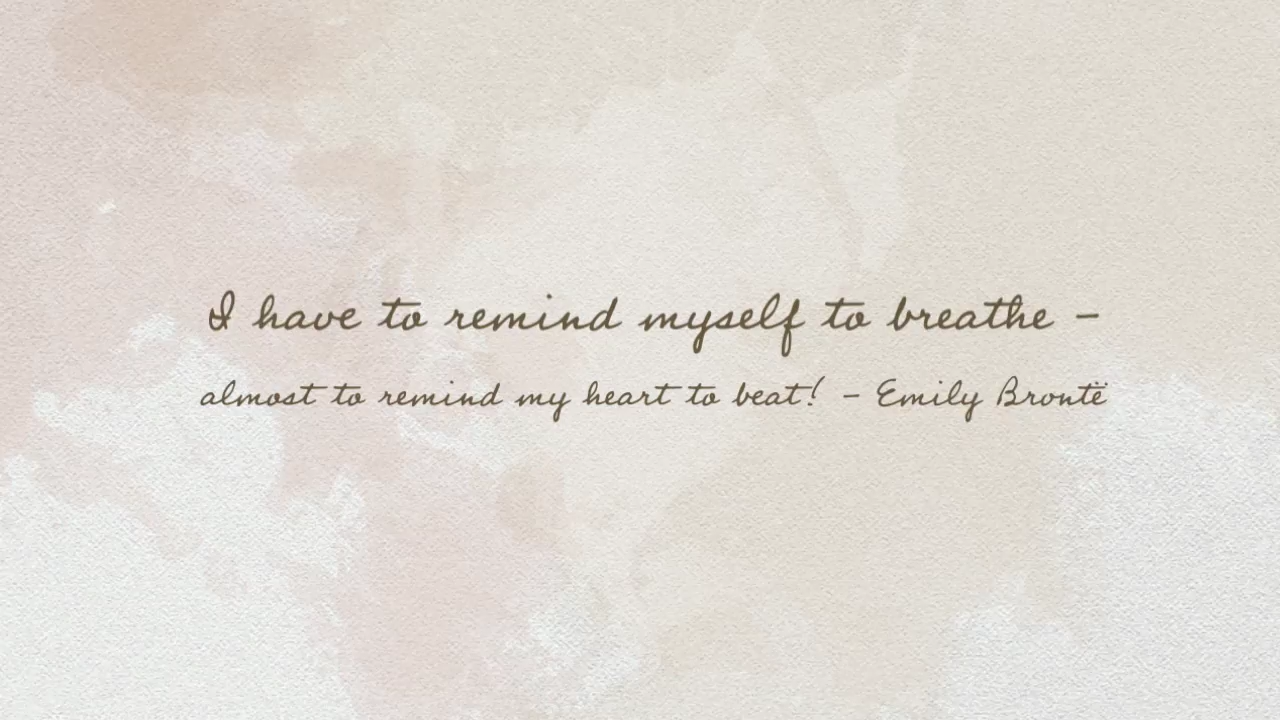 I have to remind myself to breathe –
almost to remind my heart to beat! – Emily Brontë